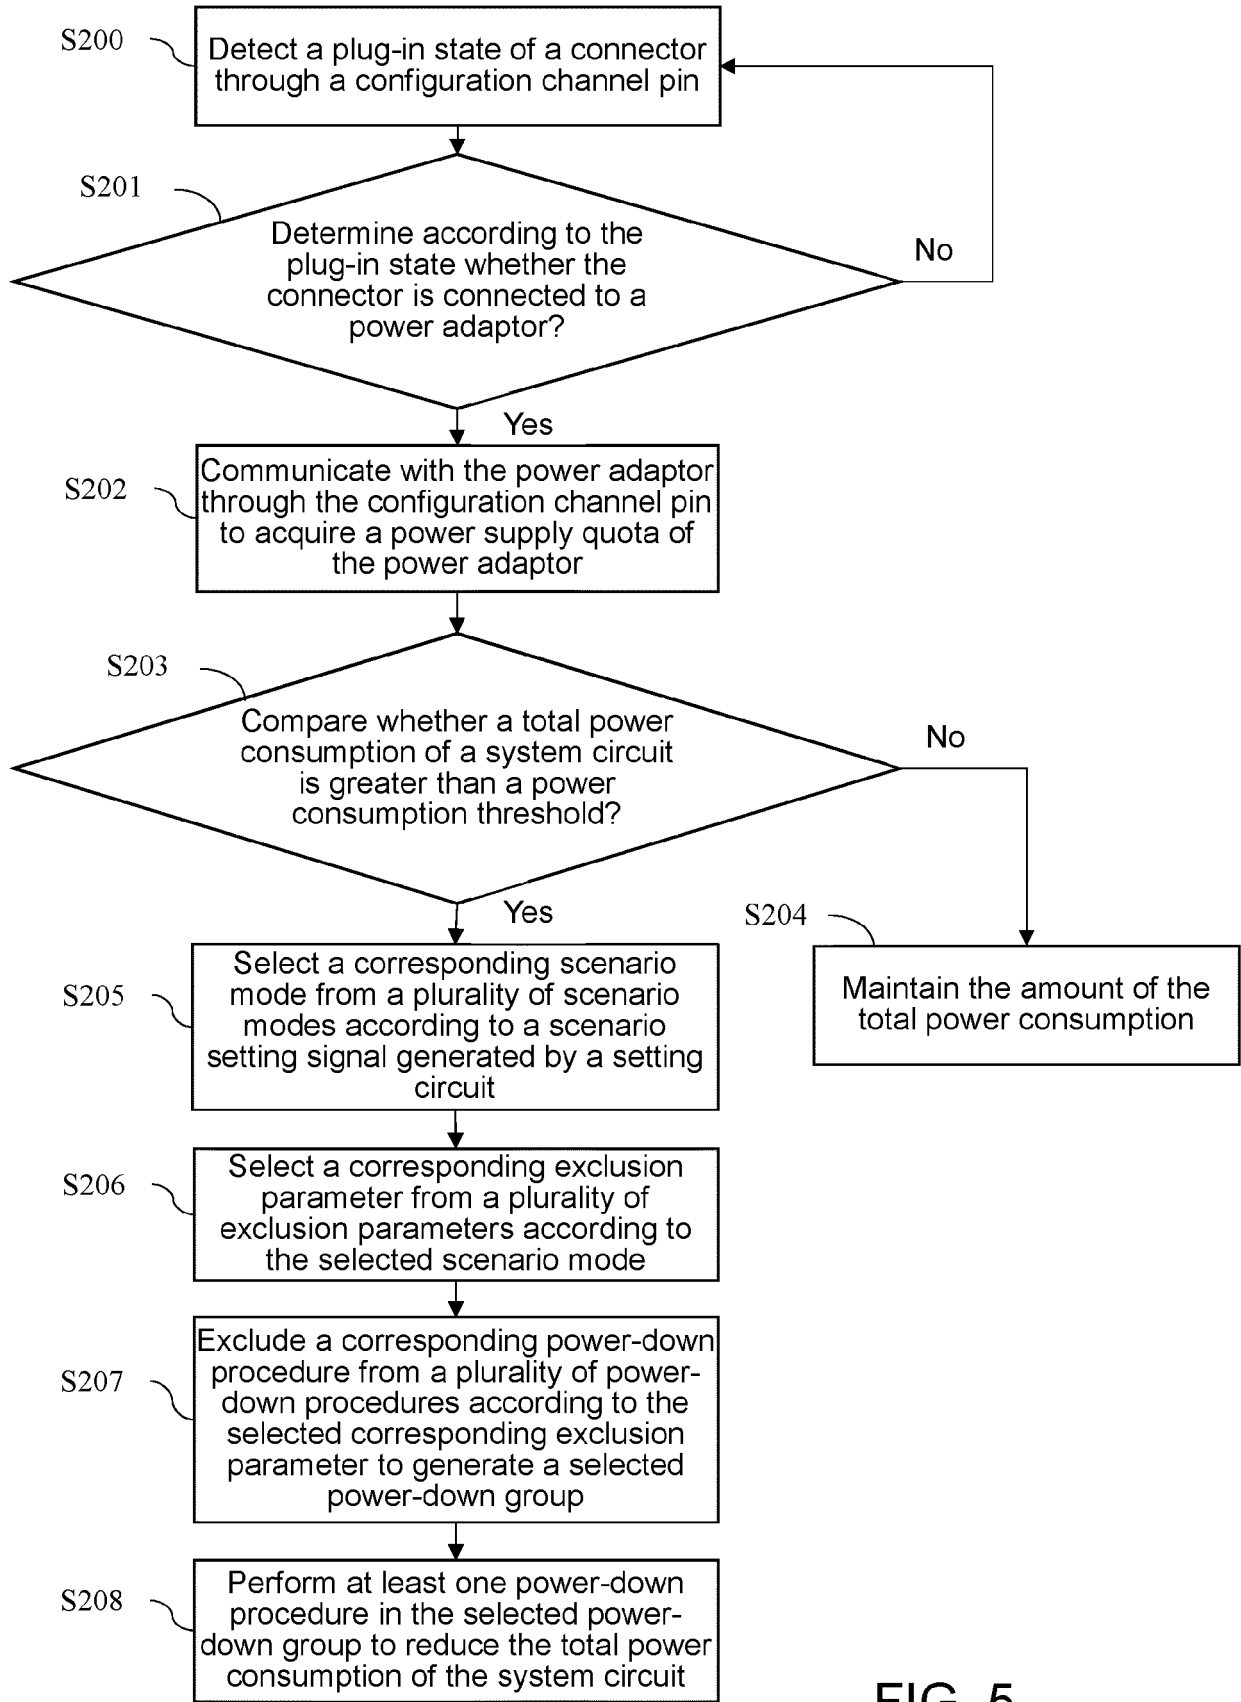 S200
Detect a plug-in state of a connector
through a configuration channel pin
S201
Determine according to the
plug-in state whether the
connector is connected to a
power adaptor?
No
Yes
S202
Communicate with the power adaptor
through the configuration channel pin
to acquire a power supply quota of
the power adaptor
S203
Compare whether a total power
consumption of a system circuit
is greater than a power
consumption threshold?
No
Yes
S204
Maintain the amount of the
total power consumption
S205
Select a corresponding scenario
mode from a plurality of scenario
modes according to a scenario
setting signal generated by a setting
circuit
S206
Select a corresponding exclusion
parameter from a plurality of
exclusion parameters according to
the selected scenario mode
S207
Exclude a corresponding power-down
procedure from a plurality of power-
down procedures according to the
selected corresponding exclusion
parameter to generate a selected
power-down group
S208
Perform at least one power-down
procedure in the selected power-
down group to reduce the total power
consumption of the system circuit
FIG. 5